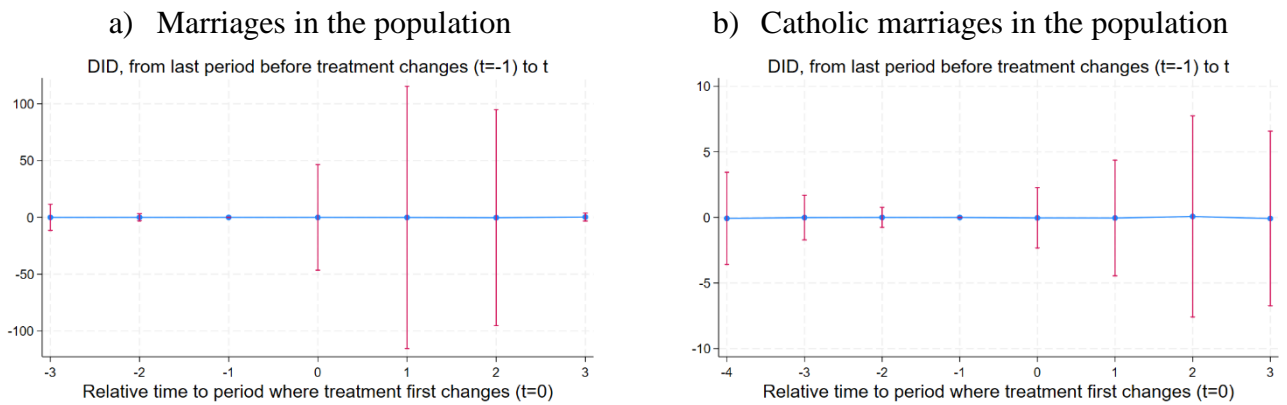 a) Marriages in the population
DID, from last period before treatment changes (t=-1) to t
100
50
0
-50
-100
-3 -2 -1 0 1 2 3
Relative time to period where treatment first changes (t=0)
b) Catholic marriages in the population
DID, from last period before treatment changes (t=-1) to t
10
5
0
-5
-10
-4 -3 -2 -1 0 1 2 3
Relative time to period where treatment first changes (t=0)